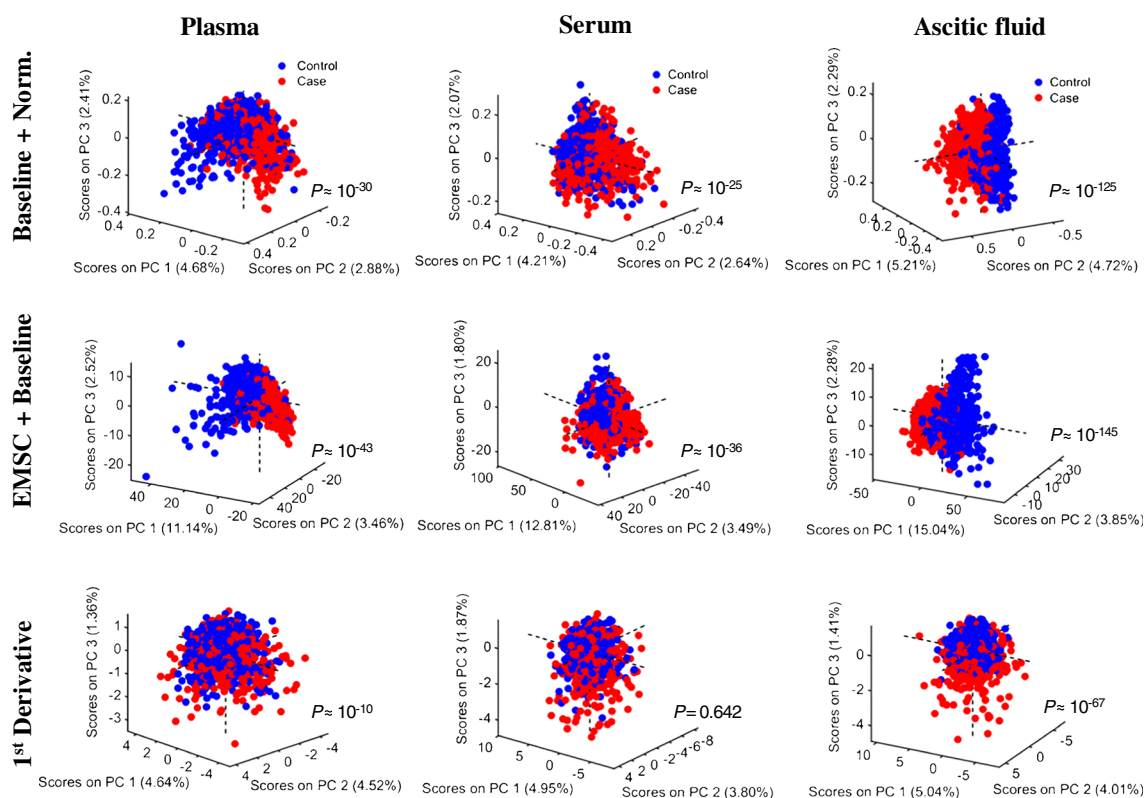 Plasma
Serum
Ascitic fluid
Baseline + Norm.
Scores on PC 3 (2.41%)
0.2
0
-0.2
-0.4
0.4
0.2
0
-0.2
0.4
0.2
0
-0.2
Scores on PC 1 (4.68%)
Scores on PC 2 (2.88%)
Control
Case
P≈ 10-30
Scores on PC 3 (2.07%)
0.2
0
-0.2
0.4
0.2
0
-0.2
-0.4
0.4
0.2
0
-0.2
-0.4
Scores on PC 1 (4.21%)
Scores on PC 2 (2.64%)
Control
Case
P≈ 10-25
Scores on PC 3 (2.29%)
0.2
0
-0.2
0.4
0.2
0
-0.2
-0.4
0.5
0
-0.5
Scores on PC 1 (5.21%)
Scores on PC 2 (4.72%)
Control
Case
P≈ 10-125
EMSC + Baseline
Scores on PC 3 (2.52%)
10
0
-10
-20
40
20
0
-20
40
20
0
-20
Scores on PC 1 (11.14%)
Scores on PC 2 (3.46%)
P≈ 10-43
Scores on PC 3 (1.80%)
20
0
-20
100
50
0
40
20
0
-20
-40
Scores on PC 1 (12.81%)
Scores on PC 2 (3.49%)
P≈ 10-36
Scores on PC 3 (2.28%)
20
10
0
-10
-50
0
50
-10
0
10
20
30
Scores on PC 1 (15.04%)
Scores on PC 2 (3.85%)
P≈ 10-145
1st Derivative
Scores on PC 3 (1.36%)
1
0
-1
-2
-3
4
2
0
-2
-4
4
2
0
-2
-4
Scores on PC 1 (4.64%)
Scores on PC 2 (4.52%)
P≈ 10-10
Scores on PC 3 (1.87%)
0
-2
-4
10
5
0
-5
4
2
0
-2
-4
-6
-8
Scores on PC 1 (4.95%)
Scores on PC 2 (3.80%)
P= 0.642
Scores on PC 3 (1.41%)
0
-2
-4
10
5
0
-5
5
0
-5
Scores on PC 1 (5.04%)
Scores on PC 2 (4.01%)
P≈ 10-67